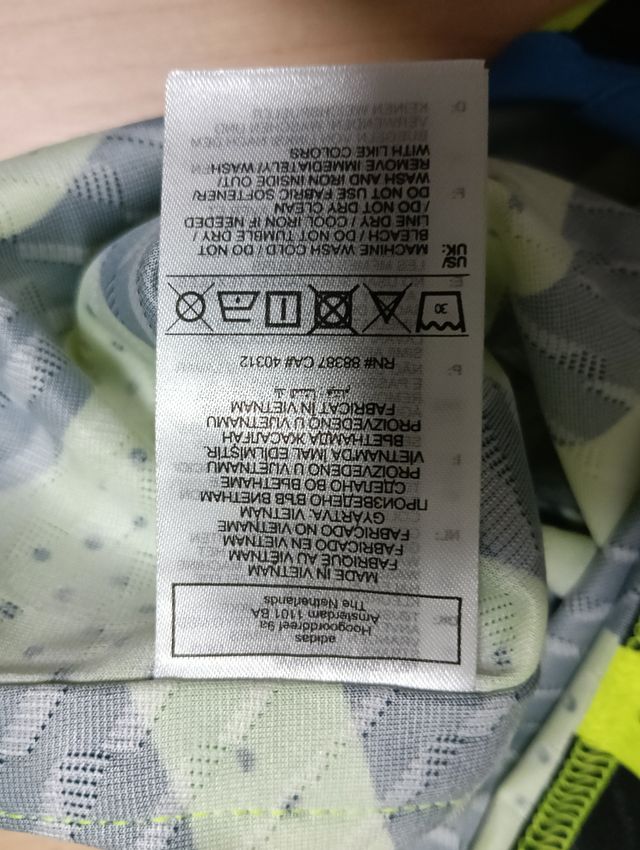 adidas
Hoogoorddreef 9a
Amsterdam 1101 BA
The Netherlands
MADE IN VIETNAM
FABRIQUE AU VIETNAM
FABRICADO EN VIETNAM
FABRICADO NO VIETNAME
GYÁRTVA: VIETNAM
ПРОИЗВЕДЕНО ВЪВ ВИЕТНАМ
СДЕЛАНО ВО ВЬЕТНАМЕ
PROIZVEDENO U VIJETNAMU
VIETNAM'DA IMAL EDILMIŞTIR.
ВЬЕТНАМДА ЖАСАЛҒАН
PROIZVEDENO U VIJETNAMU
FABRICAT ÎN VIETNAM
RN# 88387 CA# 40312
30
US/
UK:
MACHINE WASH COLD / DO NOT
BLEACH / DO NOT TUMBLE DRY /
LINE DRY / COOL IRON IF NEEDED
/ DO NOT DRY CLEAN
DO NOT USE FABRIC SOFTENER/
WASH AND IRON INSIDE OUT/
REMOVE IMMEDIATELY/ WASH
WITH LIKE COLORS